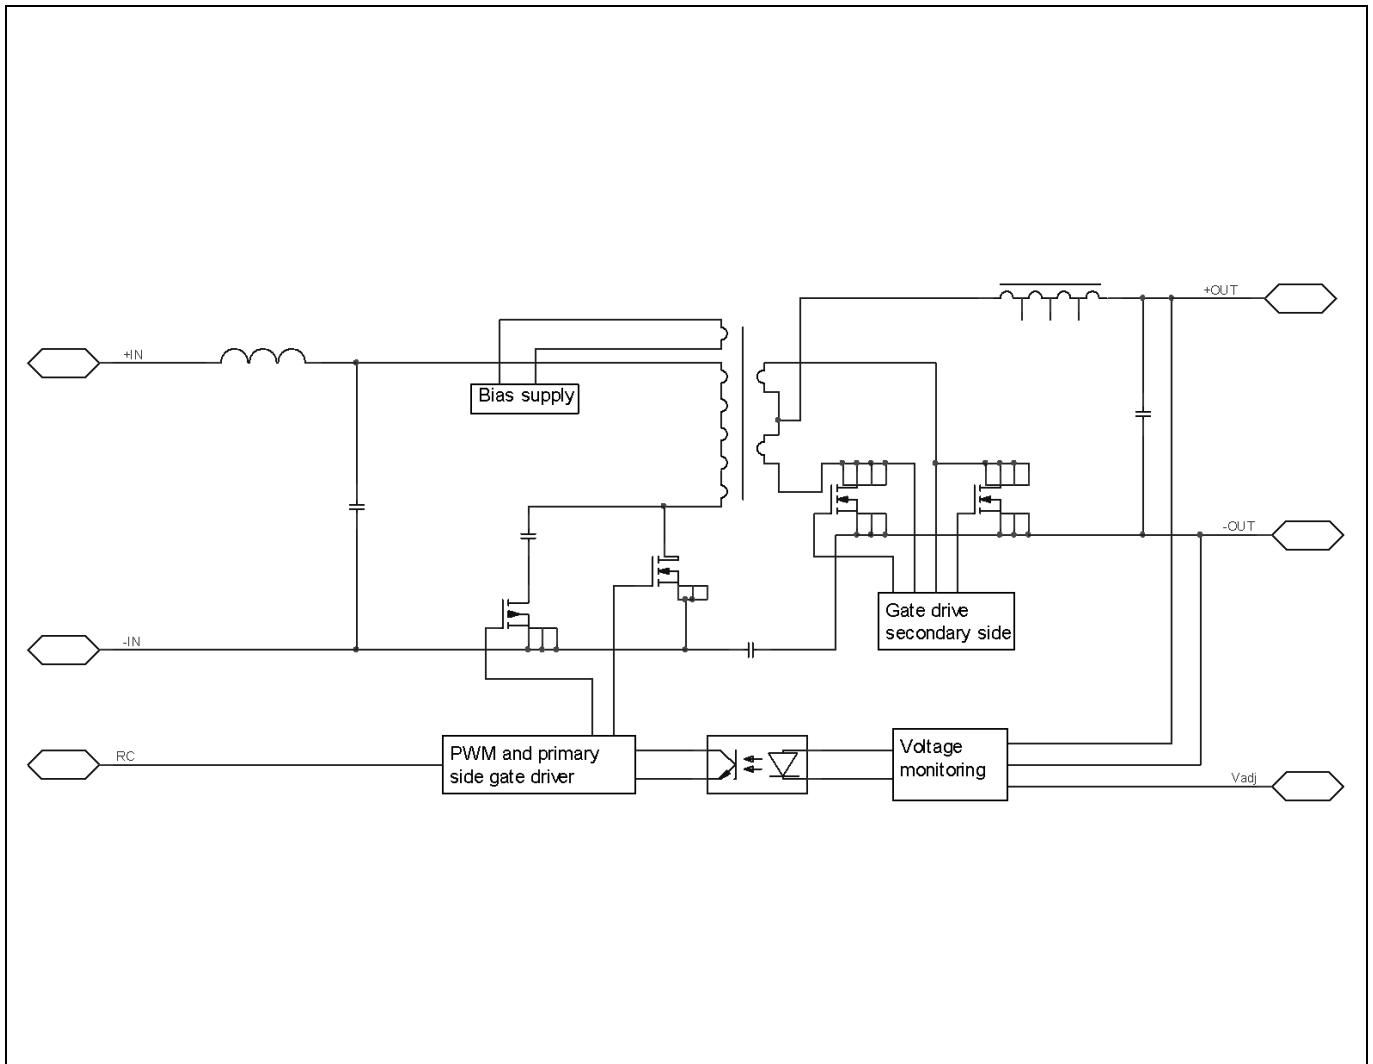 +OUT
+IN
Bias supply
-OUT
Gate drive
secondary side
-IN
PWM and primary
side gate driver
Voltage
monitoring
RC
Vadj